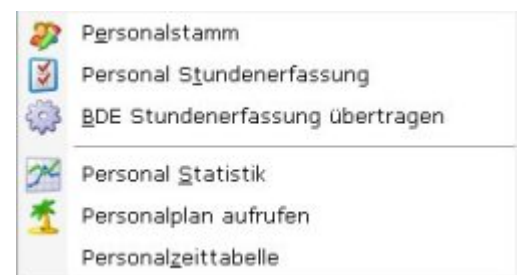 Personalstamm
Personal Stundenerfassung
BDE Stundenerfassung übertragen
Personal Statistik
Personalplan aufrufen
Personalzeittabelle